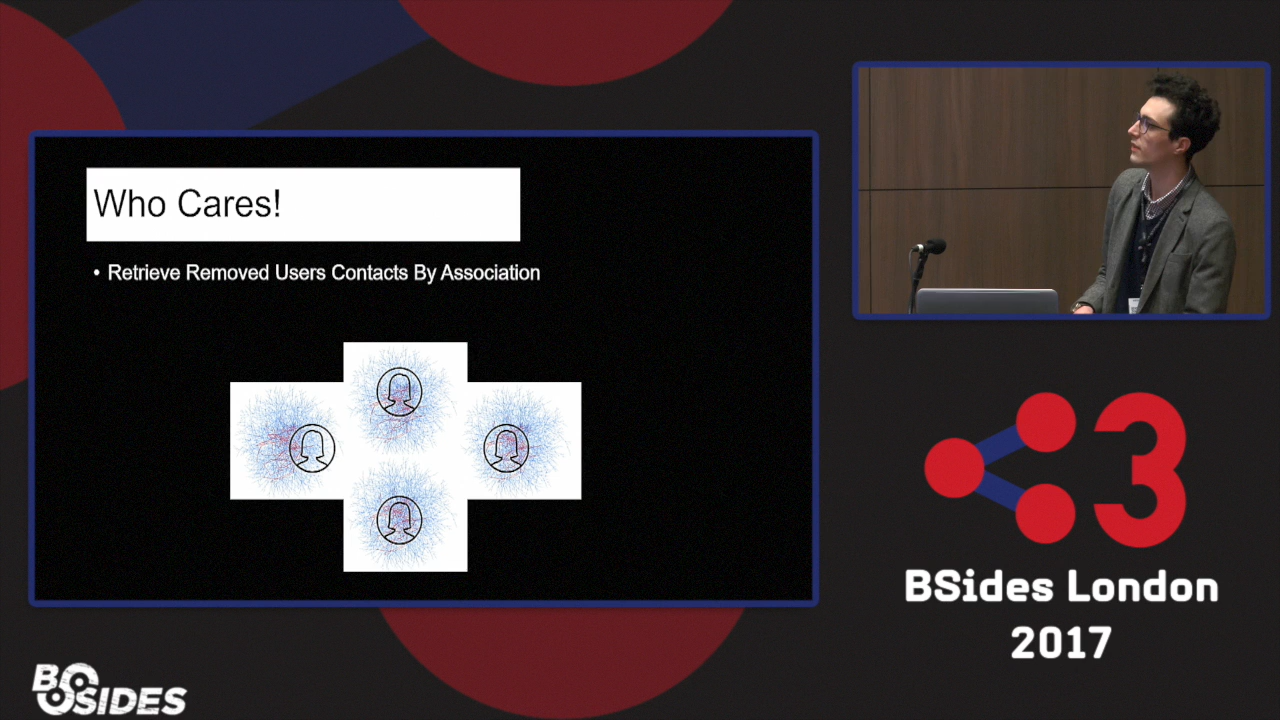 Who Cares!
• Retrieve Removed Users Contacts By Association
<3
BSides London
2017
BSIDES